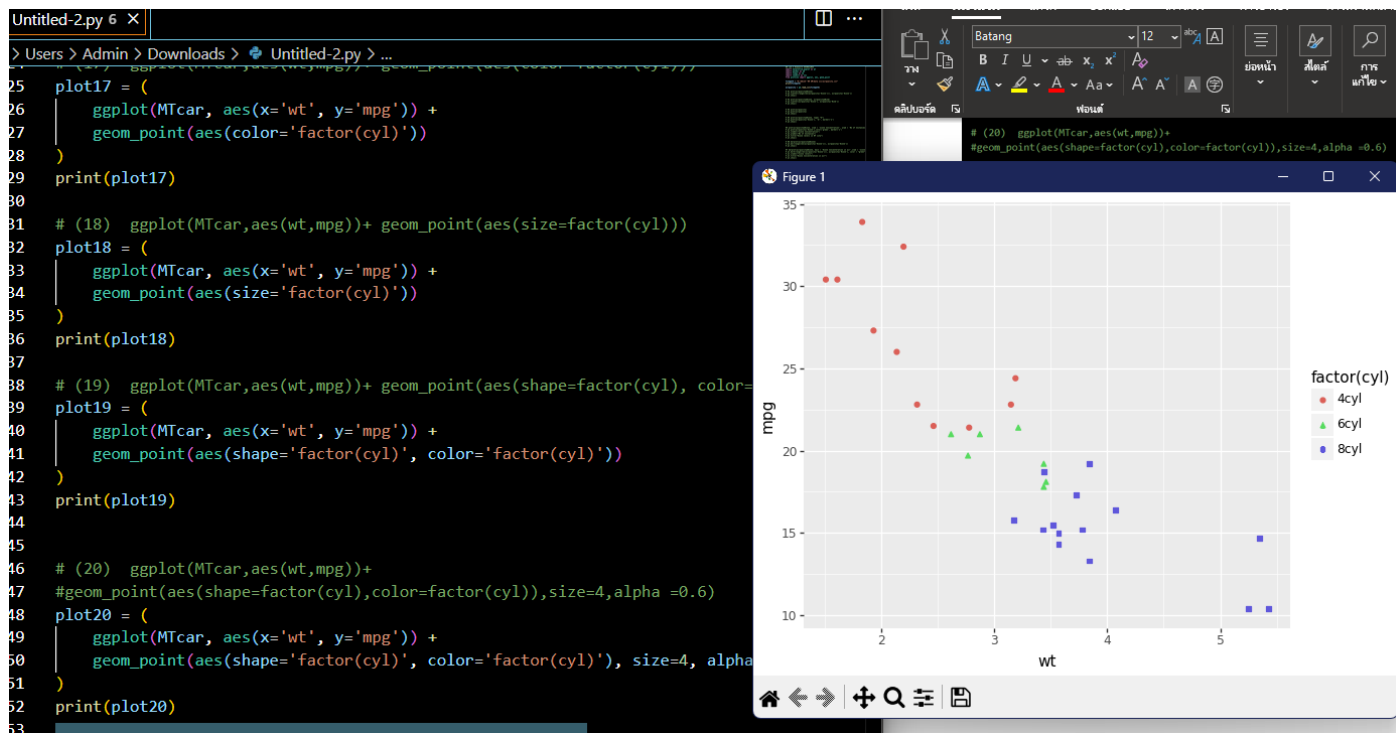 Untitled-2.py 6 ×
> Users > Admin > Downloads > Untitled-2.py > ...
25 plot17 = (
26 ggplot(MTcar, aes(x='wt', y='mpg')) +
27 geom_point(aes(color='factor(cyl)'))
28 )
29 print(plot17)
30
31 # (18)  ggplot(MTcar,aes(wt,mpg))+ geom_point(aes(size=factor(cyl)))
32 plot18 = (
33 ggplot(MTcar, aes(x='wt', y='mpg')) +
34 geom_point(aes(size='factor(cyl)'))
35 )
36 print(plot18)
37
38 # (19)  ggplot(MTcar,aes(wt,mpg))+ geom_point(aes(shape=factor(cyl), color=
39 plot19 = (
40 ggplot(MTcar, aes(x='wt', y='mpg')) +
41 geom_point(aes(shape='factor(cyl)', color='factor(cyl)'))
42 )
43 print(plot19)
44
45
46 # (20)  ggplot(MTcar,aes(wt,mpg))+
47 #geom_point(aes(shape=factor(cyl),color=factor(cyl)),size=4,alpha =0.6)
48 plot20 = (
49 ggplot(MTcar, aes(x='wt', y='mpg')) +
50 geom_point(aes(shape='factor(cyl)', color='factor(cyl)'), size=4, alpha
51 )
52 print(plot20)
53
วาง
คลิปบอร์ด
Batang 12
B I U ab x₂ x²
A A Aa A A A
ฟอนต์
ย่อหน้า
สไตล์
การ
แก้ไข
# (20)  ggplot(MTcar,aes(wt,mpg))+
#geom_point(aes(shape=factor(cyl),color=factor(cyl)),size=4,alpha =0.6)
Figure 1
35
30
25
20
15
10
mpg
2 3 4 5
wt
factor(cyl)
4cyl
6cyl
8cyl